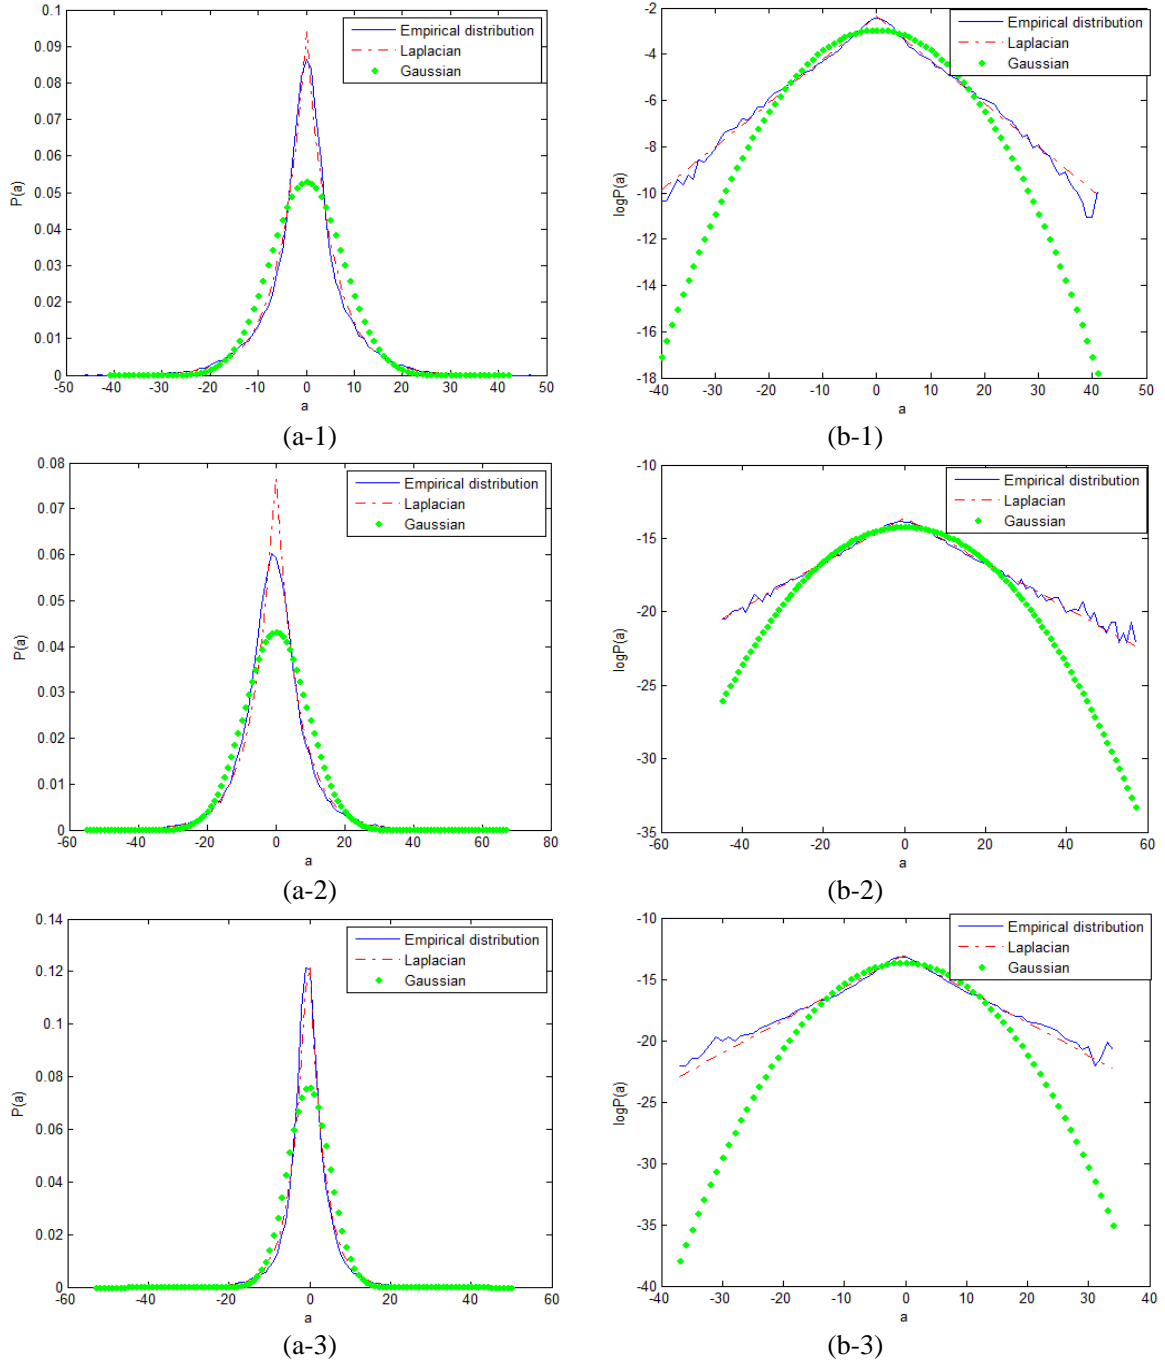 0.1
0.09
0.08
0.07
0.06
0.05
0.04
0.03
0.02
0.01
0
P(a)
-50 -40 -30 -20 -10 0 10 20 30 40 50
a
Empirical distribution
Laplacian
Gaussian
(a-1)
-2
-4
-6
-8
-10
-12
-14
-16
-18
logP(a)
-40 -30 -20 -10 0 10 20 30 40 50
a
Empirical distribution
Laplacian
Gaussian
(b-1)
0.08
0.07
0.06
0.05
0.04
0.03
0.02
0.01
0
P(a)
-60 -40 -20 0 20 40 60 80
a
Empirical distribution
Laplacian
Gaussian
(a-2)
-10
-15
-20
-25
-30
-35
logP(a)
-60 -40 -20 0 20 40 60
a
Empirical distribution
Laplacian
Gaussian
(b-2)
0.14
0.12
0.1
0.08
0.06
0.04
0.02
0
P(a)
-60 -40 -20 0 20 40 60
a
Empirical distribution
Laplacian
Gaussian
(a-3)
-10
-15
-20
-25
-30
-35
-40
logP(a)
-40 -30 -20 -10 0 10 20 30 40
a
Empirical distribution
Laplacian
Gaussian
(b-3)